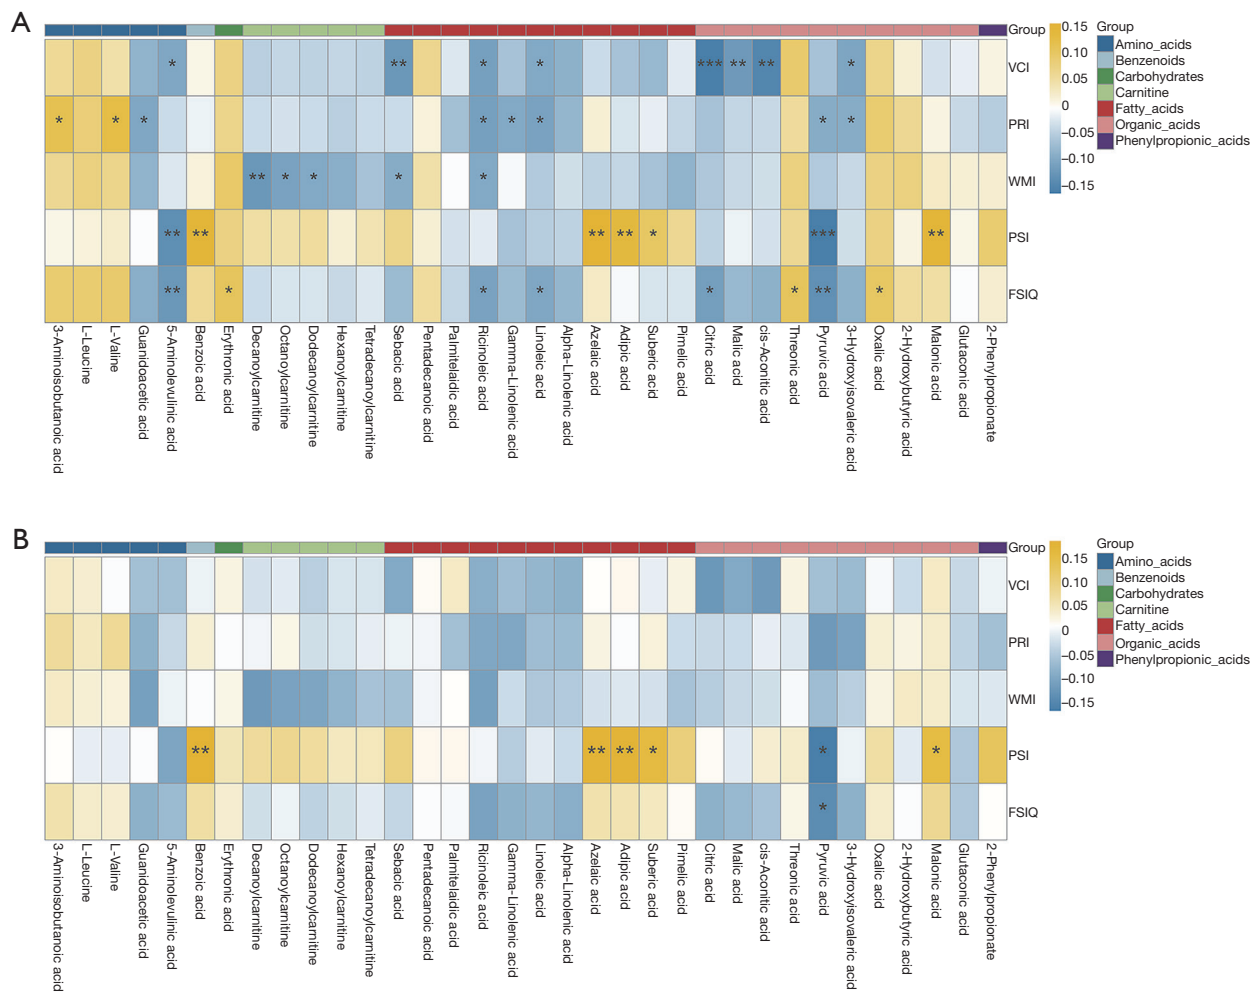 A
Group
VCI
* ** * * *** ** ** *
PRI
* * * * * * * *
WMI
** * * * *
PSI
** ** ** ** * *** **
FSIQ
** * * * * * ** *
3-Aminoisobutanoic acid
L-Leucine
L-Valine
Guanidoacetic acid
5-Aminolevulinic acid
Benzoic acid
Erythronic acid
Decanoylcarnitine
Octanoylcarnitine
Dodecanoylcarnitine
Hexanoylcarnitine
Tetradecanoylcarnitine
Sebacic acid
Pentadecanoic acid
Palmitelaidic acid
Ricinoleic acid
Gamma-Linolenic acid
Linoleic acid
Alpha-Linolenic acid
Azelaic acid
Adipic acid
Suberic acid
Pimelic acid
Citric acid
Malic acid
cis-Aconitic acid
Threonic acid
Pyruvic acid
3-Hydroxyisovaleric acid
Oxalic acid
2-Hydroxybutyric acid
Malonic acid
Glutaconic acid
2-Phenylpropionate
0.15
0.10
0.05
0
−0.05
−0.10
−0.15
Group
Amino_acids
Benzenoids
Carbohydrates
Carnitine
Fatty_acids
Organic_acids
Phenylpropionic_acids
B
Group
VCI
PRI
WMI
PSI
** ** ** * * *
FSIQ
*
3-Aminoisobutanoic acid
L-Leucine
L-Valine
Guanidoacetic acid
5-Aminolevulinic acid
Benzoic acid
Erythronic acid
Decanoylcarnitine
Octanoylcarnitine
Dodecanoylcarnitine
Hexanoylcarnitine
Tetradecanoylcarnitine
Sebacic acid
Pentadecanoic acid
Palmitelaidic acid
Ricinoleic acid
Gamma-Linolenic acid
Linoleic acid
Alpha-Linolenic acid
Azelaic acid
Adipic acid
Suberic acid
Pimelic acid
Citric acid
Malic acid
cis-Aconitic acid
Threonic acid
Pyruvic acid
3-Hydroxyisovaleric acid
Oxalic acid
2-Hydroxybutyric acid
Malonic acid
Glutaconic acid
2-Phenylpropionate
0.15
0.10
0.05
0
−0.05
−0.10
−0.15
Group
Amino_acids
Benzenoids
Carbohydrates
Carnitine
Fatty_acids
Organic_acids
Phenylpropionic_acids